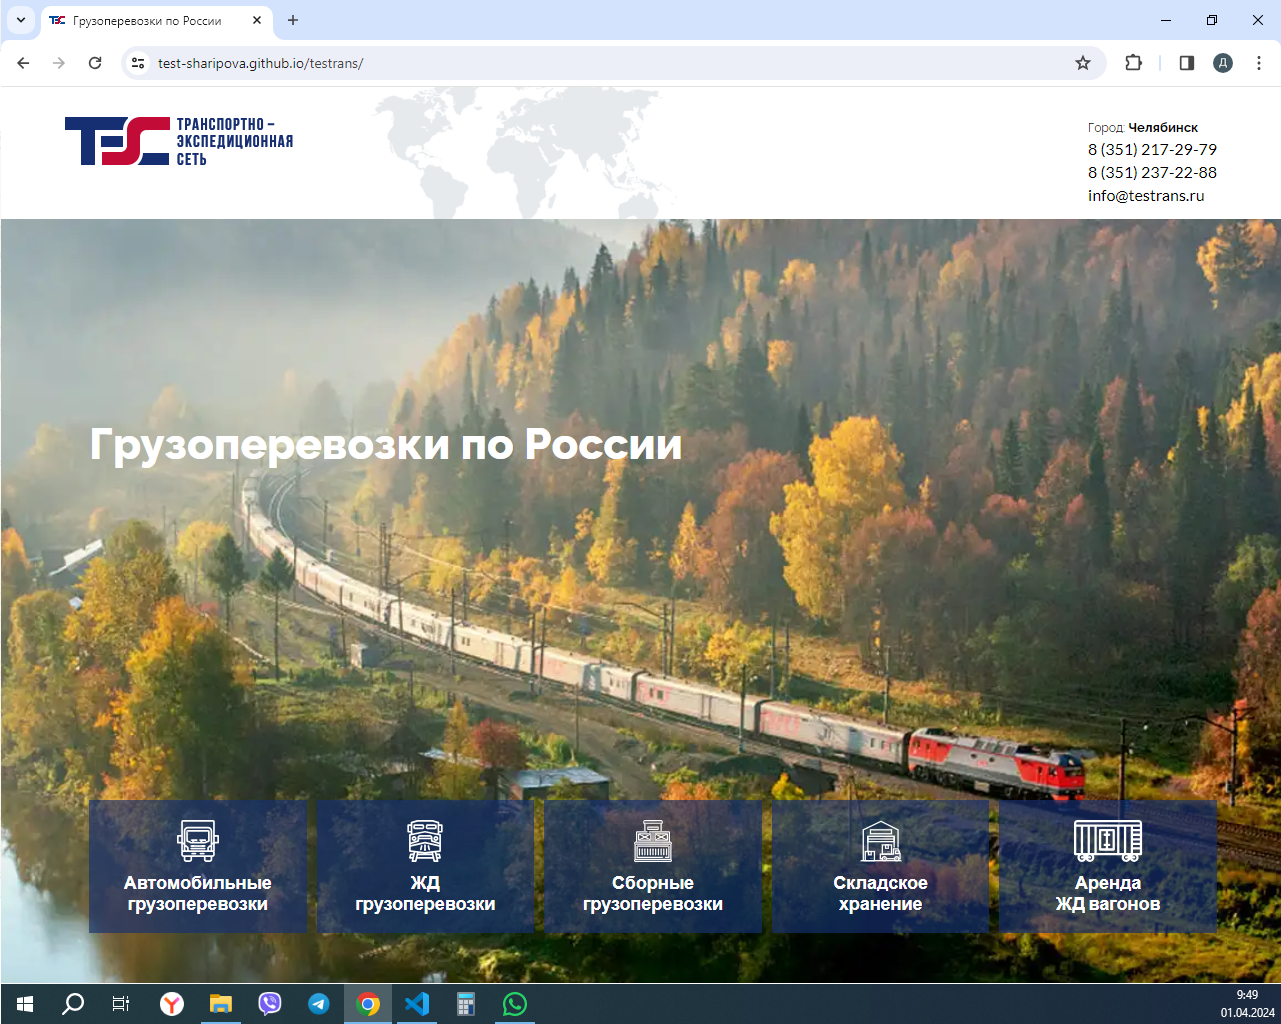 Грузоперевозки по России
test-sharipova.github.io/testrans/
Д
TEC
ТРАНСПОРТНО –
ЭКСПЕДИЦИОННАЯ
СЕТЬ
Город: Челябинск
8 (351) 217-29-79
8 (351) 237-22-88
info@testrans.ru
Грузоперевозки по России
Автомобильные
грузоперевозки
ЖД
грузоперевозки
Сборные
грузоперевозки
Складское
хранение
Аренда
ЖД вагонов
9:49
01.04.2024